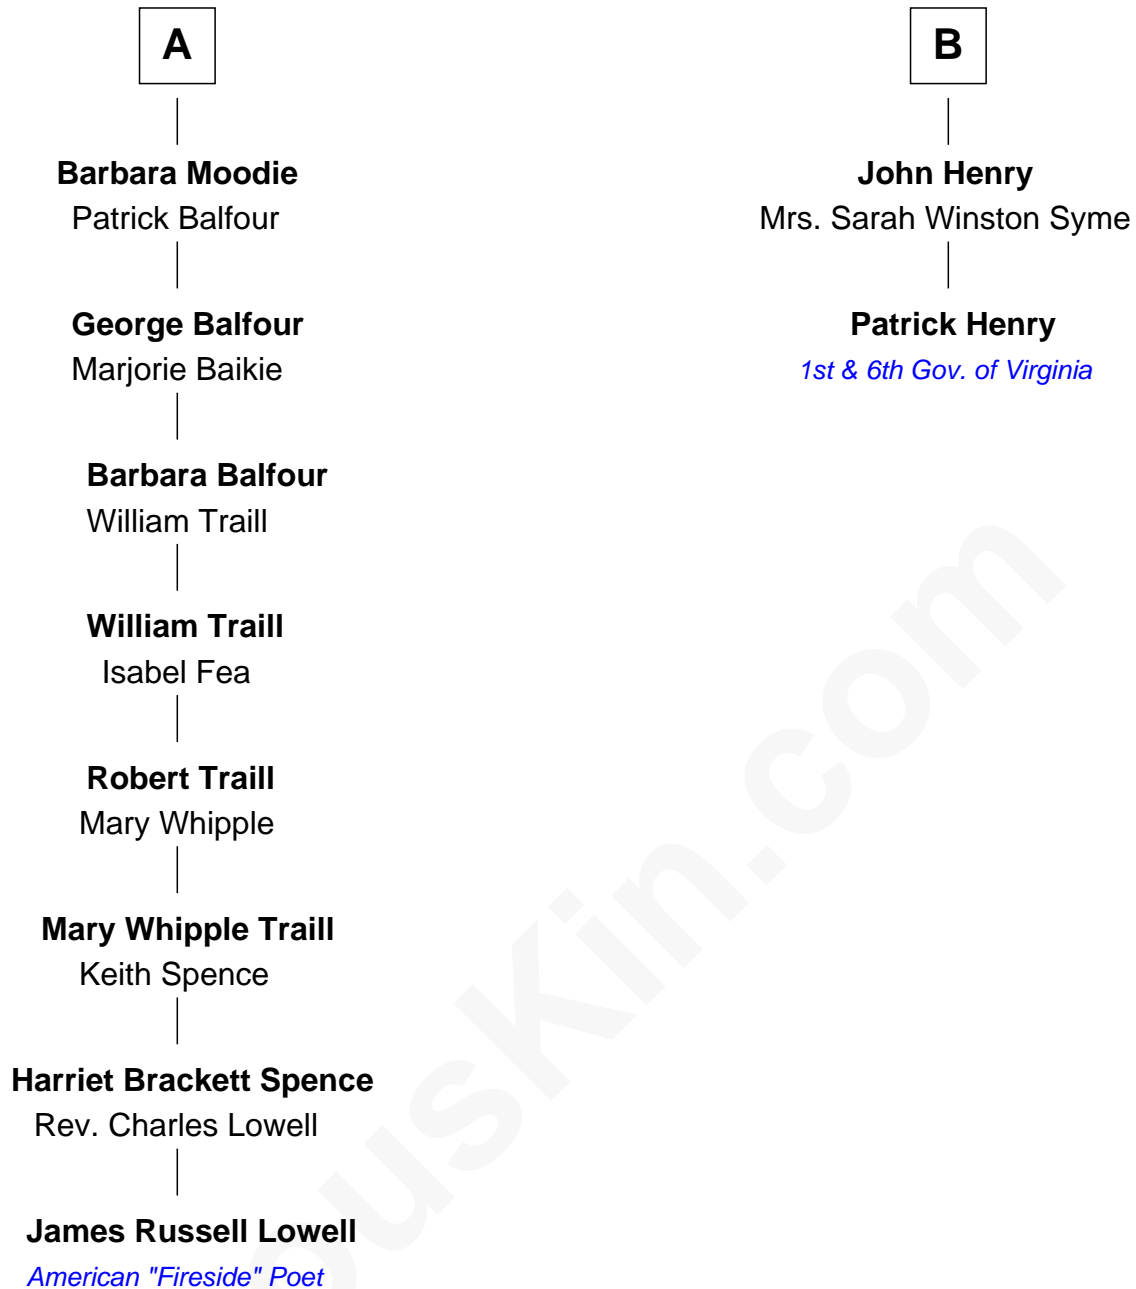 A
Barbara Moodie
Patrick Balfour
George Balfour
Marjorie Baikie
Barbara Balfour
William Traill
William Traill
Isabel Fea
Robert Traill
Mary Whipple
Mary Whipple Traill
Keith Spence
Harriet Brackett Spence
Rev. Charles Lowell
James Russell Lowell
American "Fireside" Poet
B
John Henry
Mrs. Sarah Winston Syme
Patrick Henry
1st & 6th Gov. of Virginia
ousKin.com